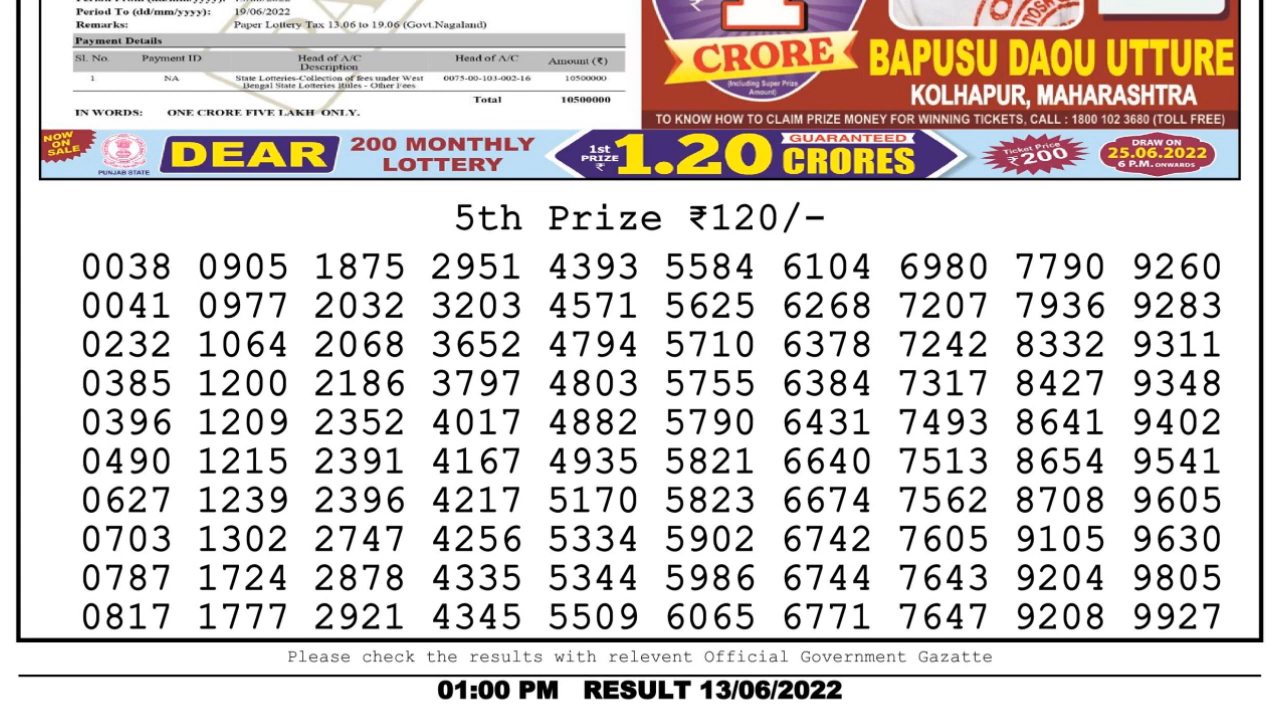 Period To (dd/mm/yyyy): 19/06/2022
Remarks: Paper Lottery Tax 13.06 to 19.06 (Govt.Nagaland)
Payment Details
Sl. No. Payment ID Head of A/C Description Head of A/C Amount (₹)
1 NA State Lotteries-Collection of fees under West Bengal State Lotteries Rules - Other Fees 0075-00-103-002-16 10500000
Total 10500000
IN WORDS: ONE CRORE FIVE LAKH ONLY.
₹ 1
CRORE
(Including Super Prize Amount)
BAPUSU DAOU UTTURE
KOLHAPUR, MAHARASHTRA
TO KNOW HOW TO CLAIM PRIZE MONEY FOR WINNING TICKETS, CALL : 1800 102 3680 (TOLL FREE)
NOW ON SALE
PUNJAB STATE
DEAR
200 MONTHLY
LOTTERY
1st PRIZE ₹ 1.20 GUARANTEED CRORES
Ticket Price ₹200
DRAW ON
25.06.2022
6 P.M. ONWARDS
5th Prize ₹120/-
0038 0905 1875 2951 4393 5584 6104 6980 7790 9260
0041 0977 2032 3203 4571 5625 6268 7207 7936 9283
0232 1064 2068 3652 4794 5710 6378 7242 8332 9311
0385 1200 2186 3797 4803 5755 6384 7317 8427 9348
0396 1209 2352 4017 4882 5790 6431 7493 8641 9402
0490 1215 2391 4167 4935 5821 6640 7513 8654 9541
0627 1239 2396 4217 5170 5823 6674 7562 8708 9605
0703 1302 2747 4256 5334 5902 6742 7605 9105 9630
0787 1724 2878 4335 5344 5986 6744 7643 9204 9805
0817 1777 2921 4345 5509 6065 6771 7647 9208 9927
Please check the results with relevent Official Government Gazatte
01:00 PM RESULT 13/06/2022